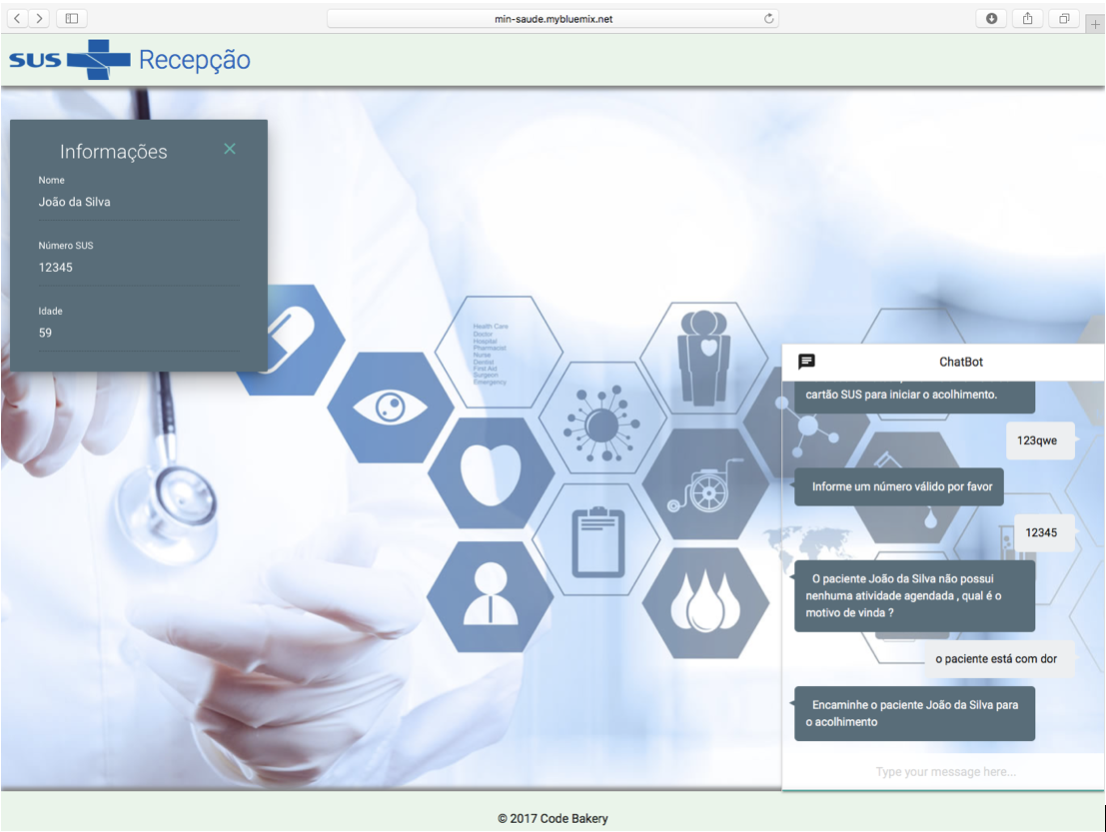 min-saude.mybluemix.net
SUS Recepção
Informações
Nome
João da Silva
Número SUS
12345
Idade
59
Health Care
Doctor
Hospital
Pharmacist
Nurse
Dentist
First Aid
Surgeon
Emergency
ChatBot
cartão SUS para iniciar o acolhimento.
123qwe
Informe um número válido por favor
12345
O paciente João da Silva não possui
nenhuma atividade agendada , qual é o
motivo de vinda ?
o paciente está com dor
Encaminhe o paciente João da Silva para
o acolhimento
Type your message here...
© 2017 Code Bakery